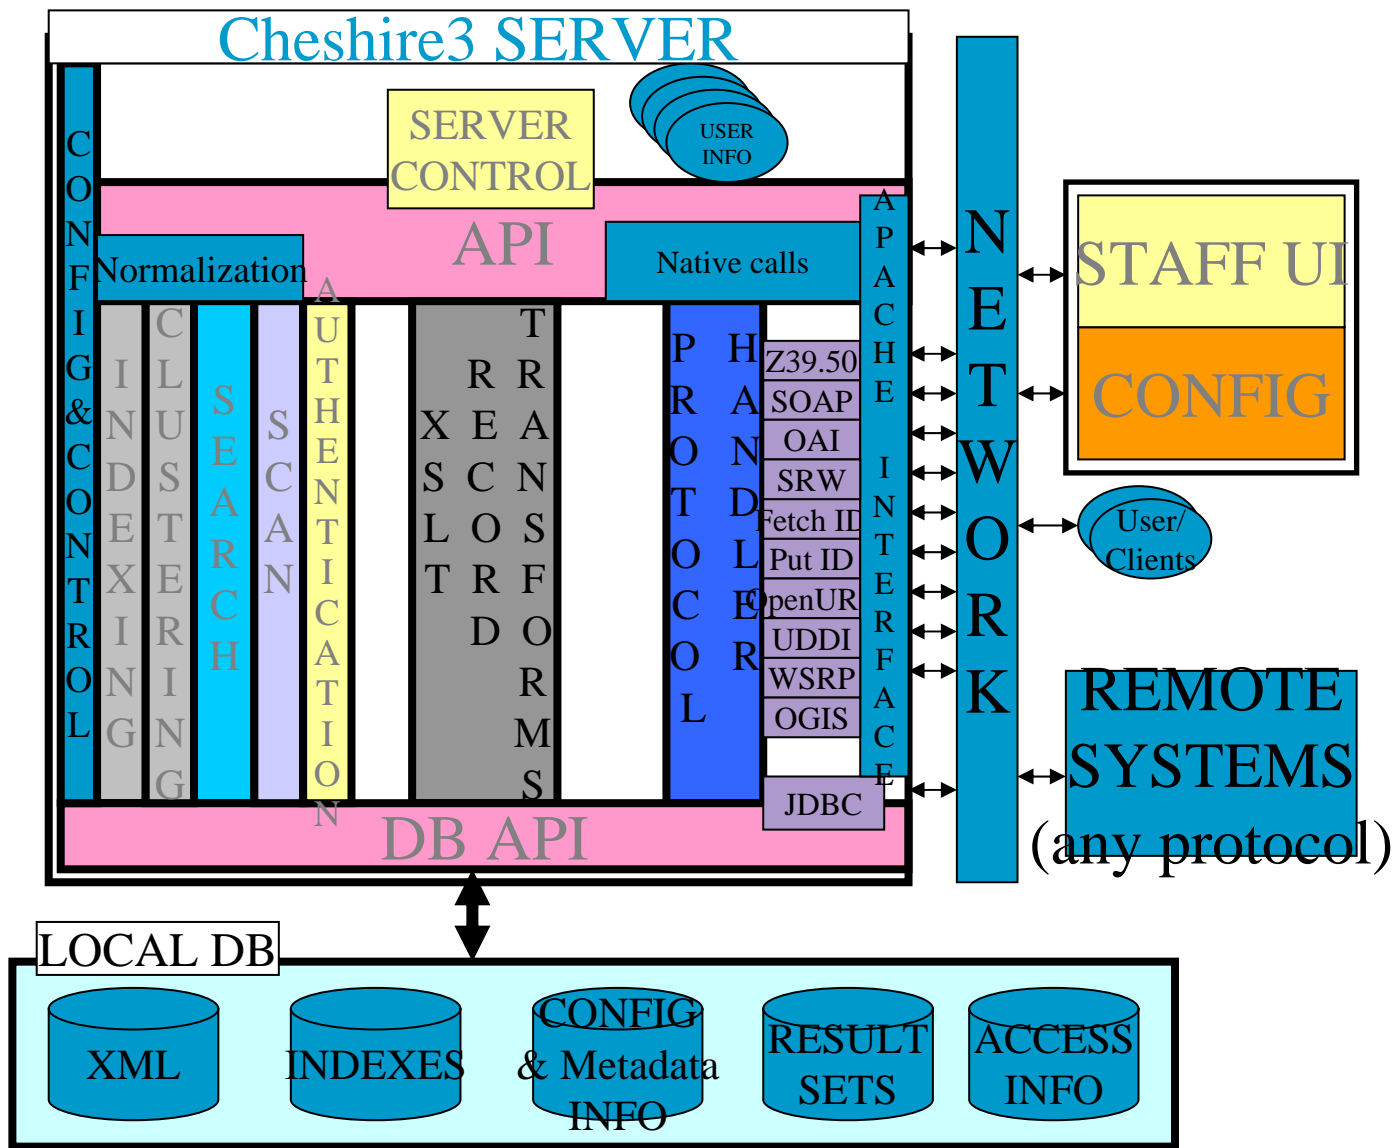 Cheshire3 SERVER
SERVER
CONTROL
USER
INFO
API
Normalization
Native calls
CONFIG&CONTROL
INDEXING
CLUSTERING
SEARCH
SCAN
AUTHENTICATION
XSLT
RECORD
TRANSFORMS
PROTOCOL
HANDLER
Z39.50
SOAP
OAI
SRW
Fetch ID
Put ID
OpenUR
UDDI
WSRP
OGIS
JDBC
APACHE INTERFACE
DB API
NETWORK
STAFF UI
CONFIG
User/
Clients
REMOTE
SYSTEMS
(any protocol)
LOCAL DB
XML
INDEXES
CONFIG
& Metadata
INFO
RESULT
SETS
ACCESS
INFO